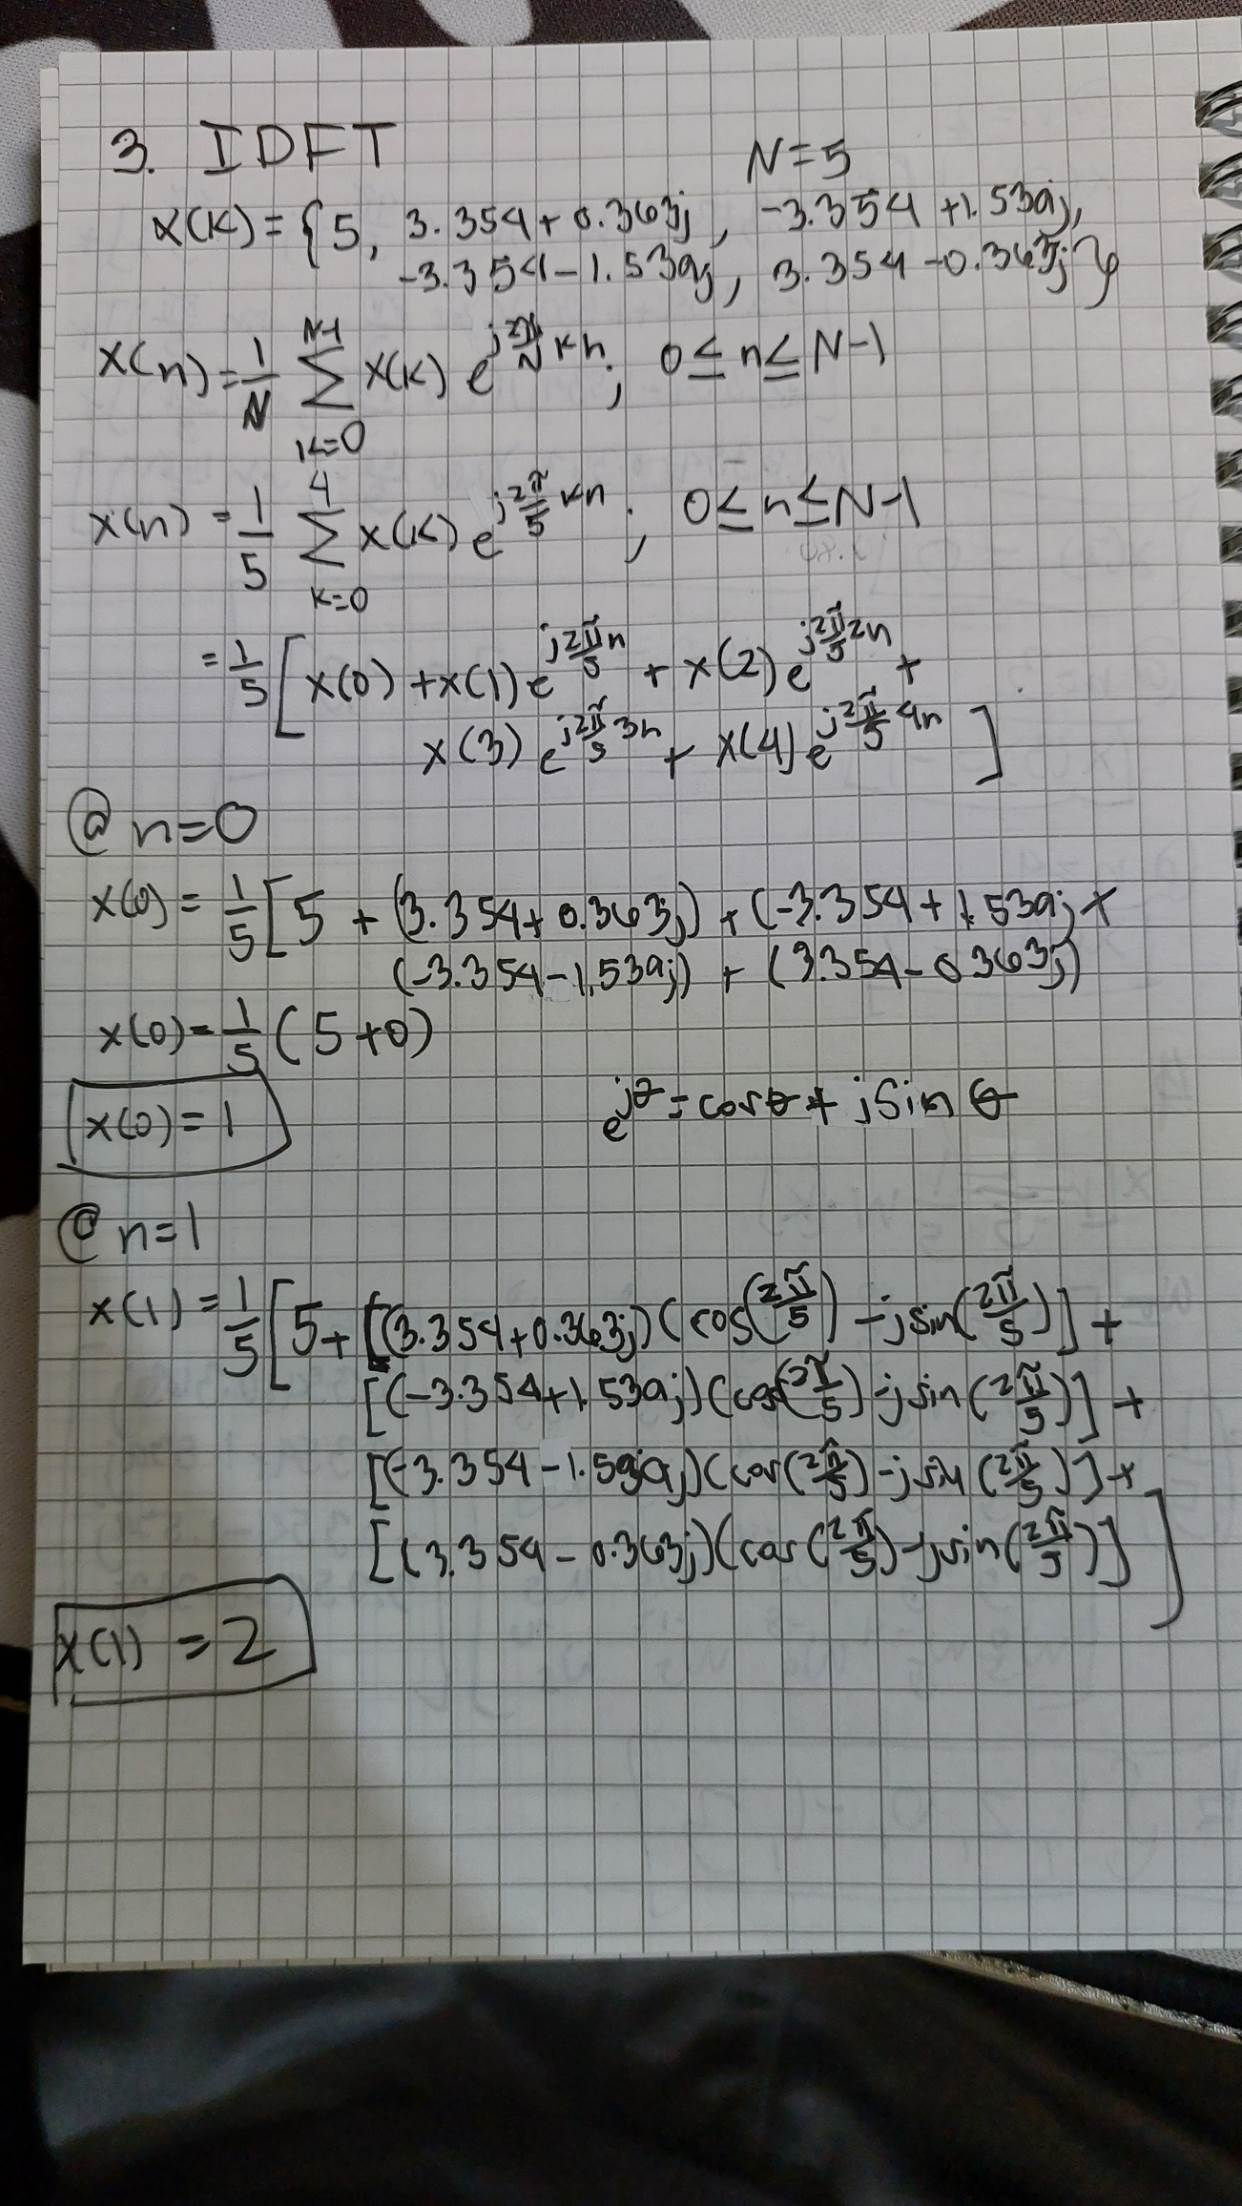 3. IDFT
N=5
X(K) = {5, 3.354+0.363j, -3.354+1.539j,
-3.354-1.539j, 3.354-0.363j}
x(n) = 1/N Σ_{K=0}^{N-1} X(K) e^{j 2π/N Kn}; 0≤n≤N-1
x(n) = 1/5 Σ_{K=0}^{4} X(K) e^{j 2π/5 Kn}; 0≤n≤N-1
= 1/5 [x(0) + x(1) e^{j 2π/5 n} + x(2) e^{j 2π/5 2n} +
x(3) e^{j 2π/5 3n} + x(4) e^{j 2π/5 4n}]
@ n=0
x(0) = 1/5 [5 + (3.354+0.363j) + (-3.354+1.539j +
(-3.354-1.539j) + (3.354-0.363j)
x(0) = 1/5 (5+0)
x(0) = 1
e^{jθ} = cosθ + jSinθ
@ n=1
x(1) = 1/5 [5 + [(3.354+0.363j)(cos(2π/5) - jsin(2π/5)] +
[(-3.354+1.539j)(cos(2π/5) - jsin(2π/5)] +
[(-3.354-1.539j)(cos(2π/5) - jsin(2π/5)] +
[(3.354-0.363j)(cos(2π/5) - jsin(2π/5)]]
x(1) = 2